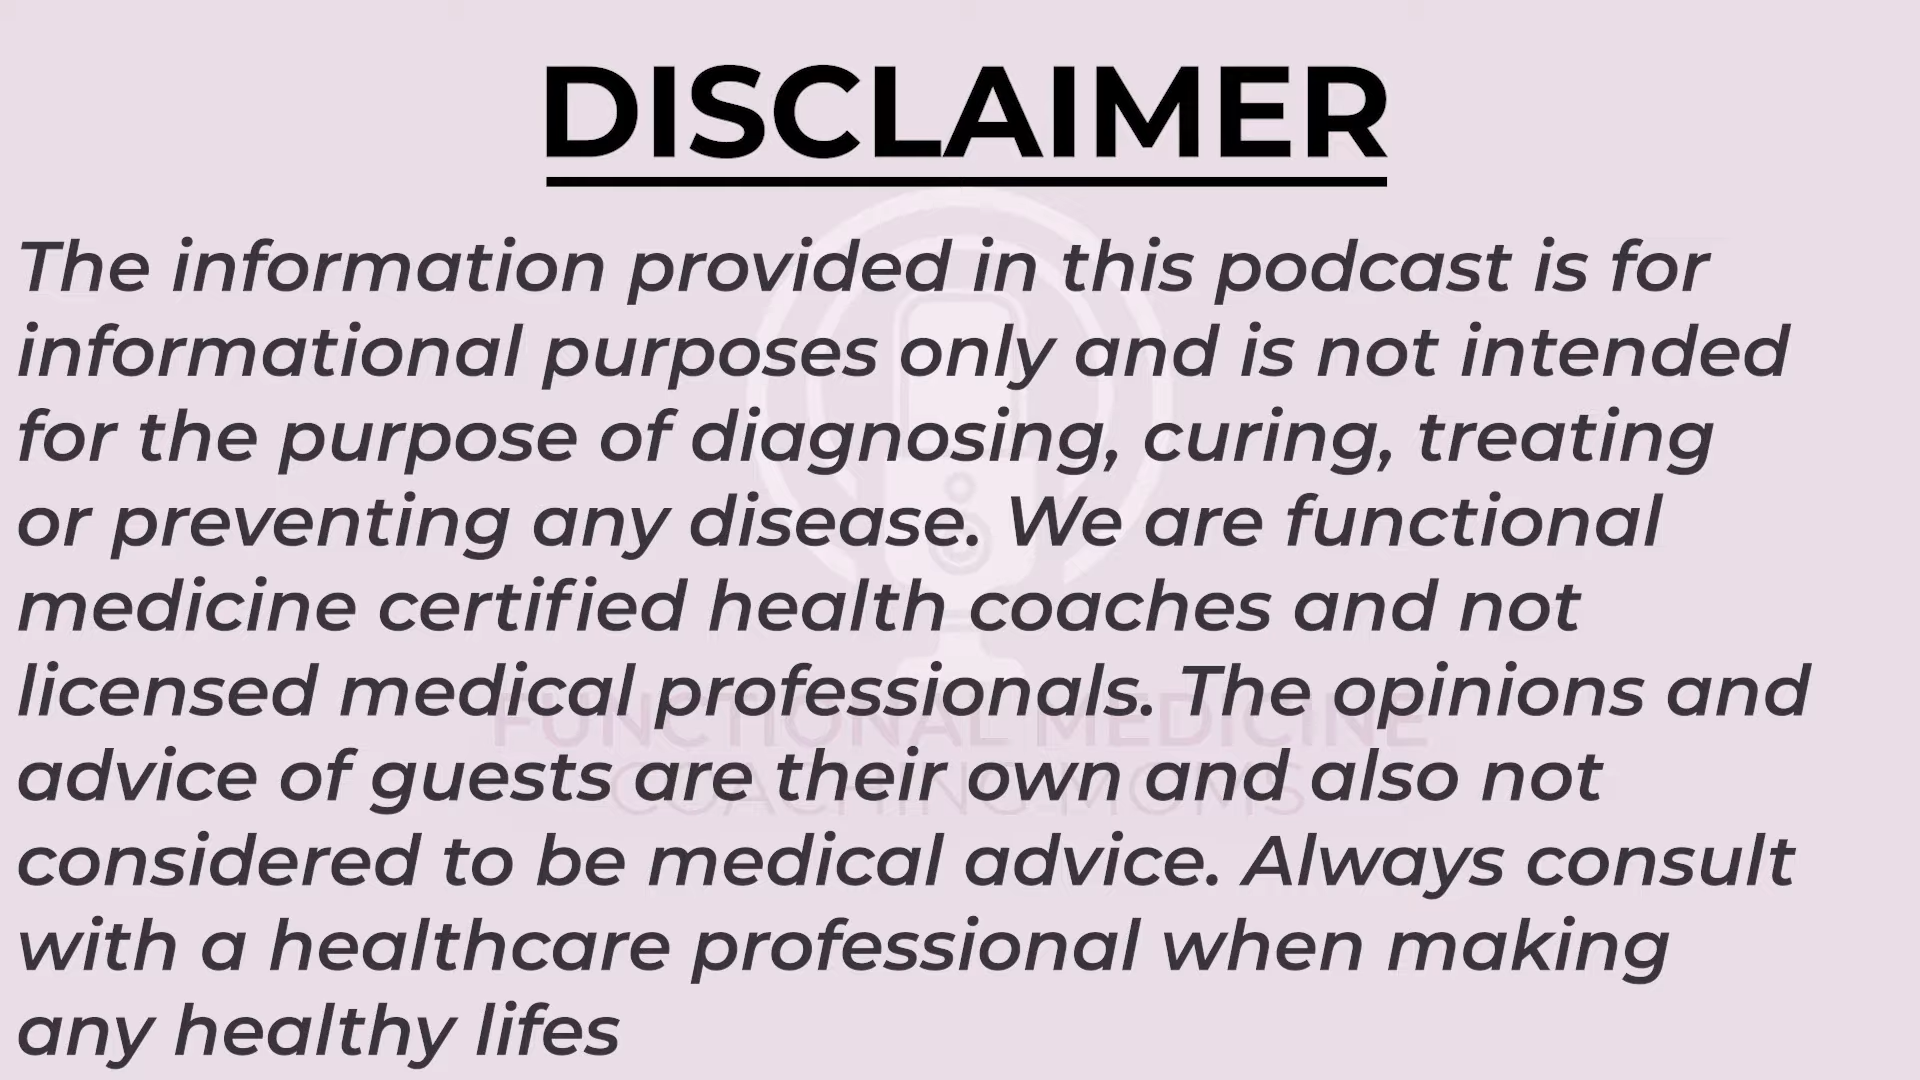 DISCLAIMER
The information provided in this podcast is for
informational purposes only and is not intended
for the purpose of diagnosing, curing, treating
or preventing any disease. We are functional
medicine certified health coaches and not
licensed medical professionals. The opinions and
advice of guests are their own and also not
considered to be medical advice. Always consult
with a healthcare professional when making
any healthy lifes
FUNCTIONAL MEDICINE
COACHING MOMS